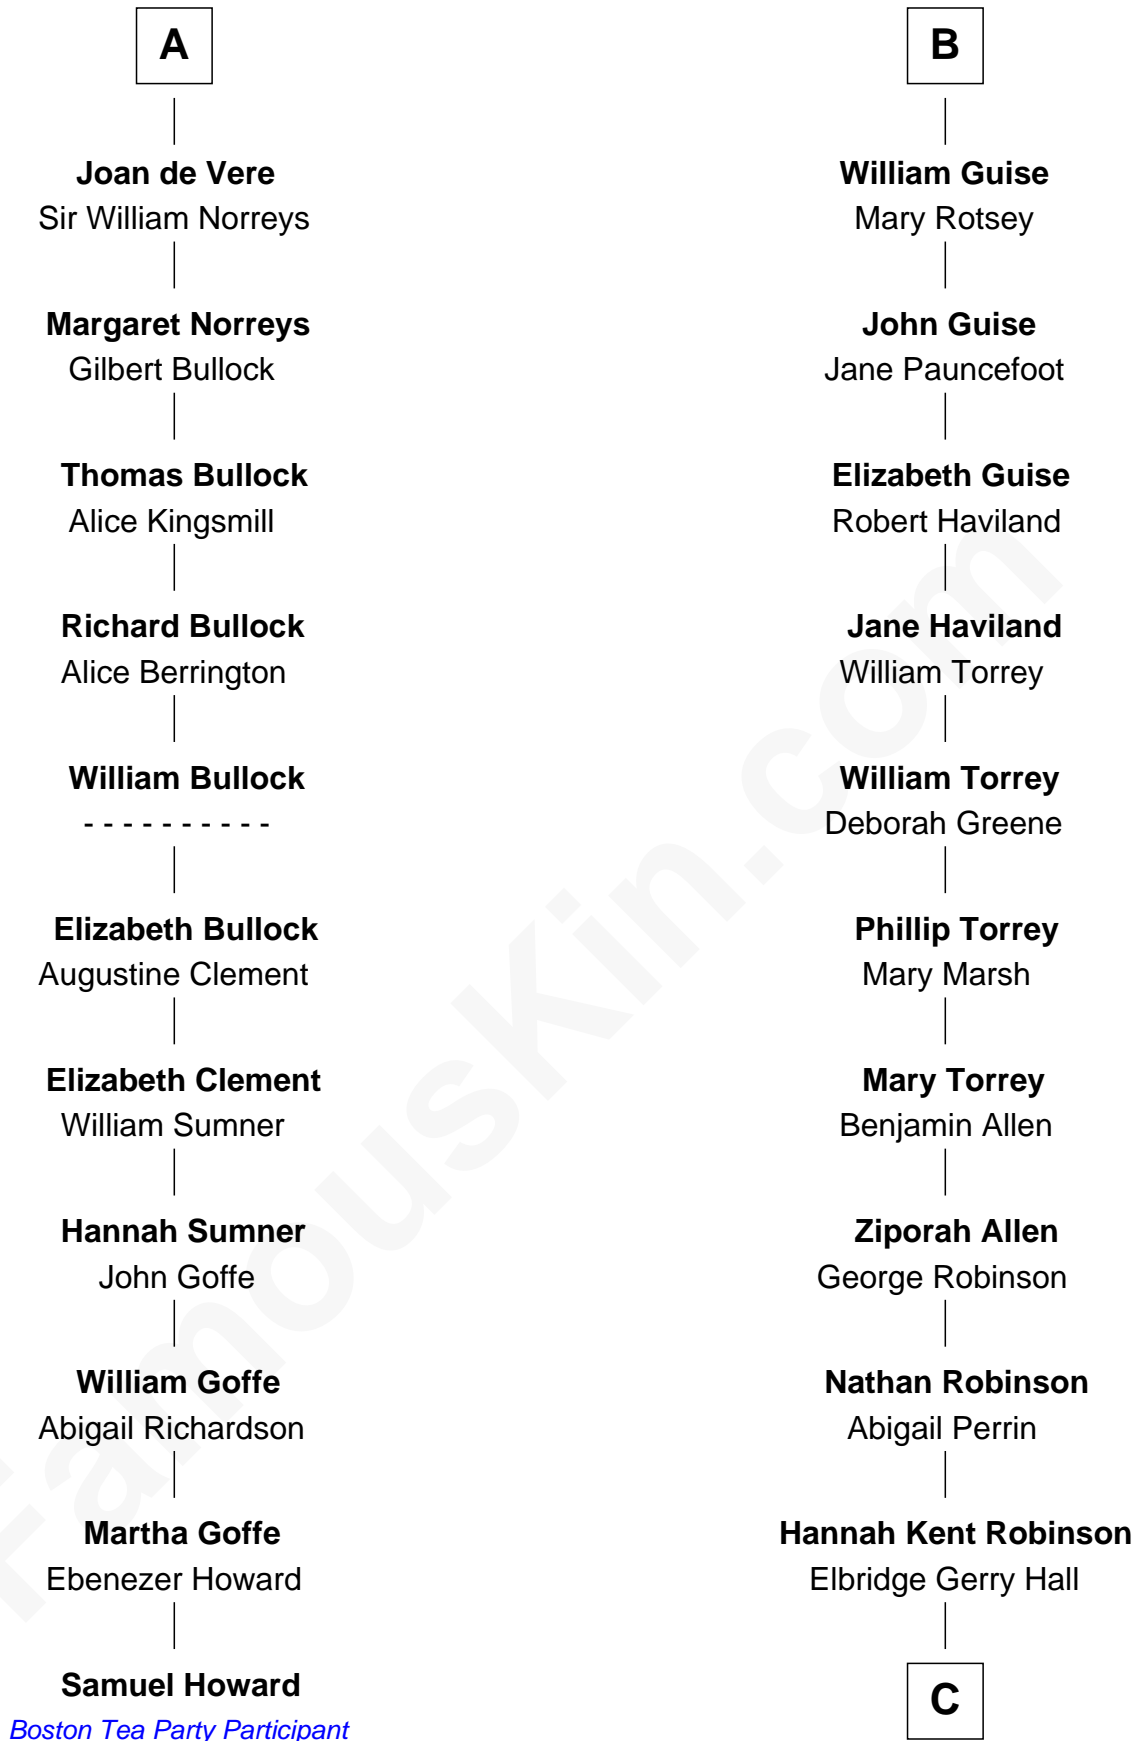 A
Joan de Vere
Sir William Norreys
Margaret Norreys
Gilbert Bullock
Thomas Bullock
Alice Kingsmill
Richard Bullock
Alice Berrington
William Bullock
- - - - - - - - - -
Elizabeth Bullock
Augustine Clement
Elizabeth Clement
William Sumner
Hannah Sumner
John Goffe
William Goffe
Abigail Richardson
Martha Goffe
Ebenezer Howard
Samuel Howard
Boston Tea Party Participant
B
William Guise
Mary Rotsey
John Guise
Jane Pauncefoot
Elizabeth Guise
Robert Haviland
Jane Haviland
William Torrey
William Torrey
Deborah Greene
Phillip Torrey
Mary Marsh
Mary Torrey
Benjamin Allen
Ziporah Allen
George Robinson
Nathan Robinson
Abigail Perrin
Hannah Kent Robinson
Elbridge Gerry Hall
C
FamousKin.com